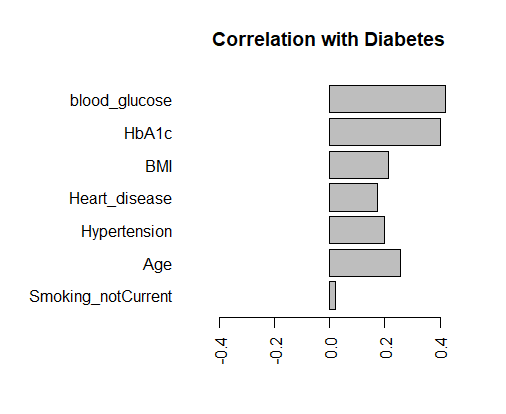 Correlation with Diabetes
blood_glucose
HbA1c
BMI
Heart_disease
Hypertension
Age
Smoking_notCurrent
-0.4
-0.2
0.0
0.2
0.4